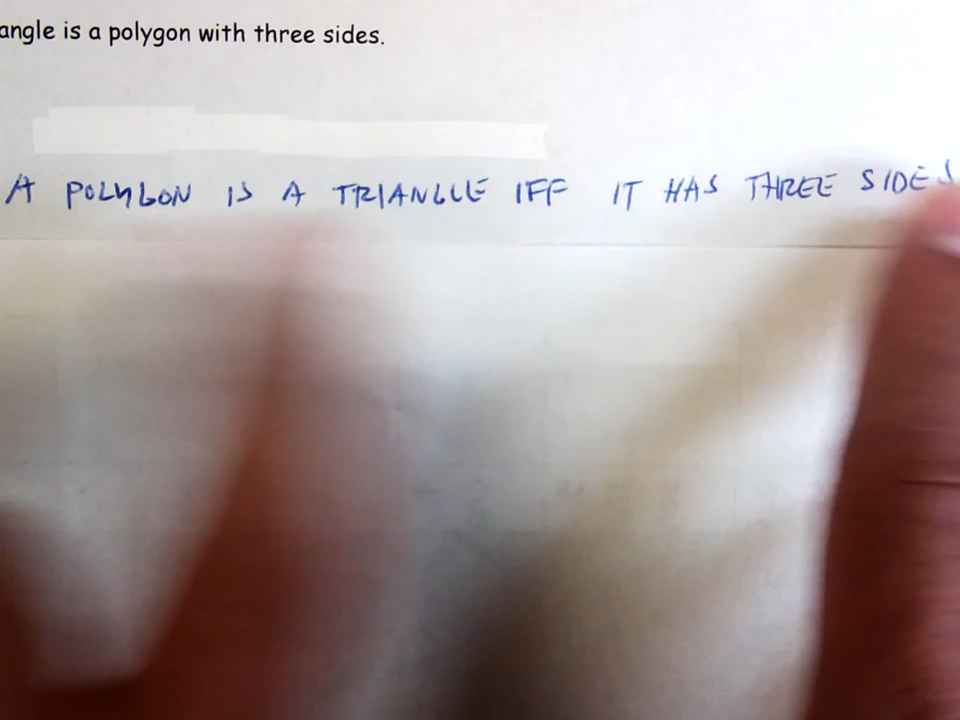 angle is a polygon with three sides.
A POLYGON IS A TRIANGLE IFF IT HAS THREE SIDES